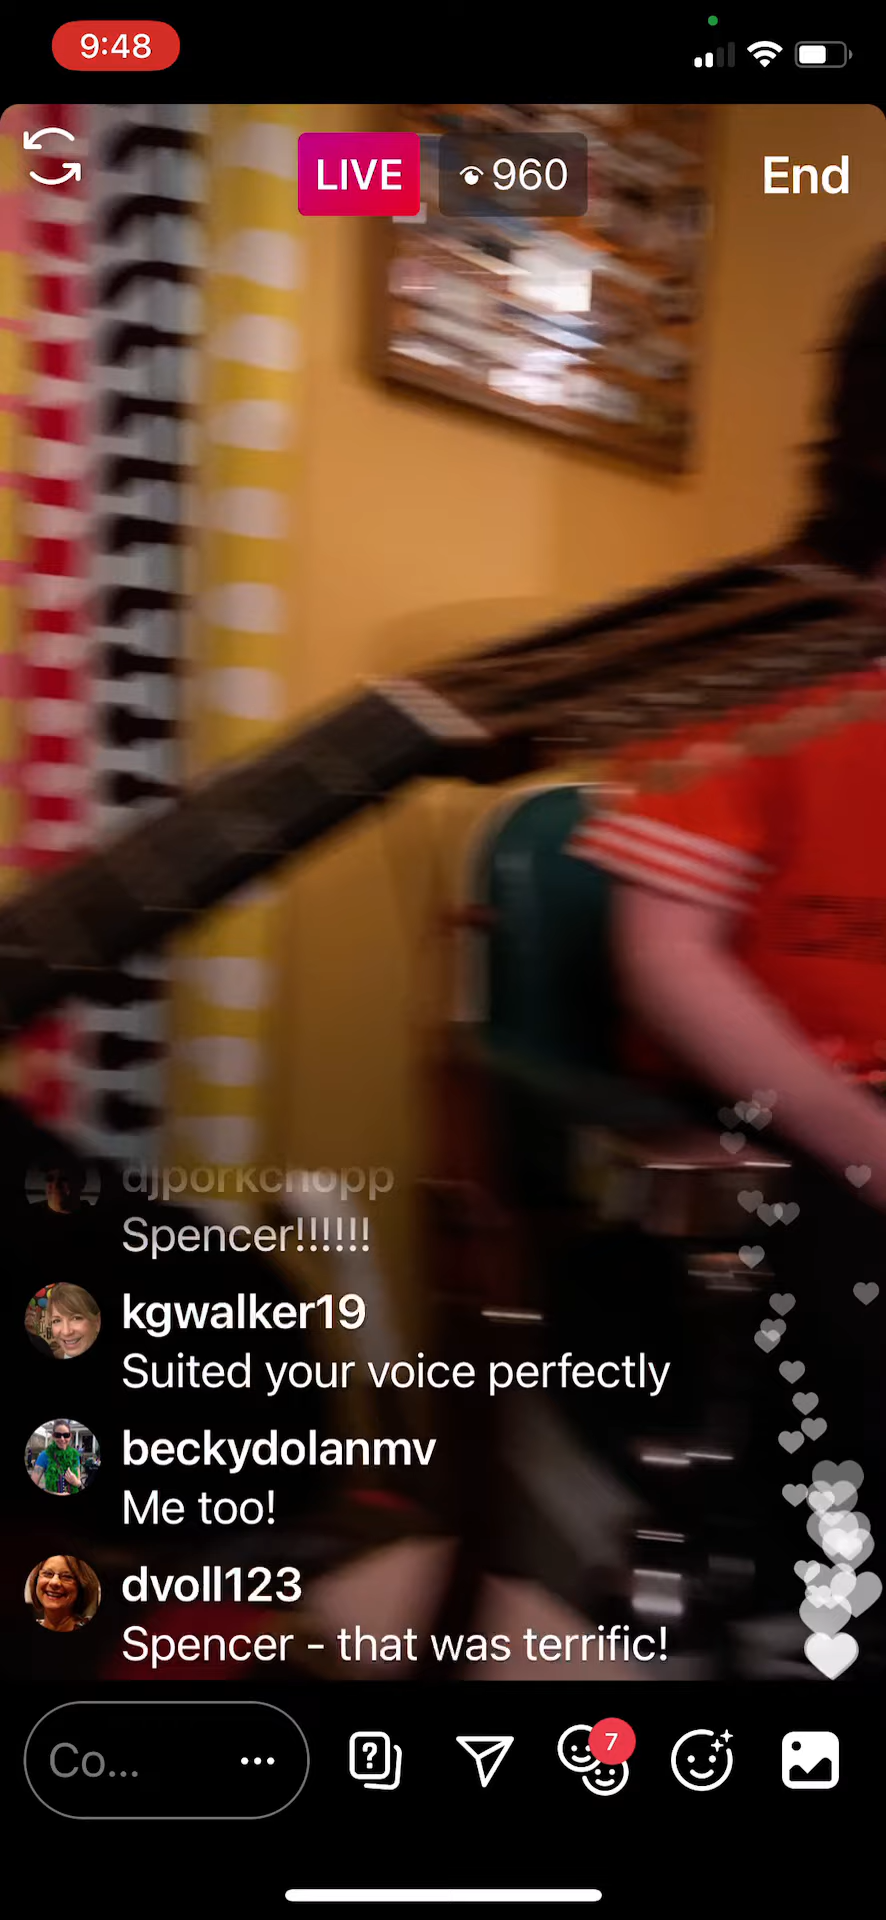 9:48
LIVE
960
End
djporkchopp
Spencer!!!!!!
kgwalker19
Suited your voice perfectly
beckydolanmv
Me too!
dvoll123
Spencer - that was terrific!
Co...
7